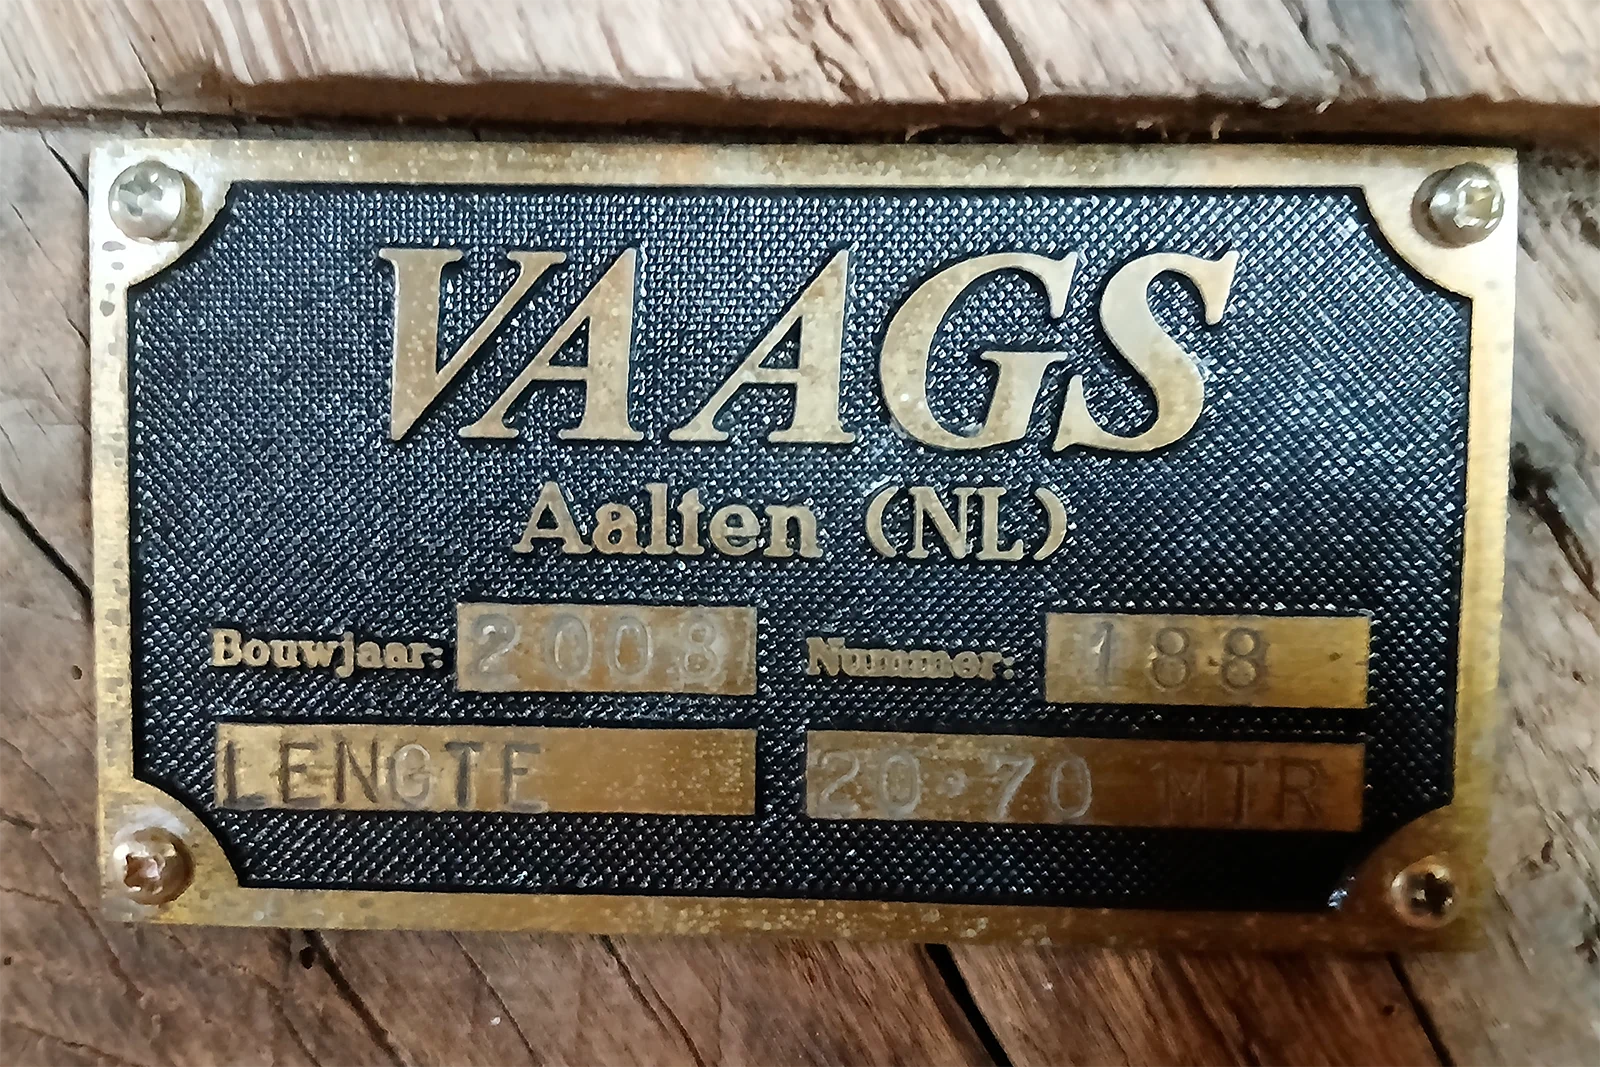 VAAGS
Aalten (NL)
Bouwjaar: 2008 Nummer: 188
LENGTE 20.70 MTR